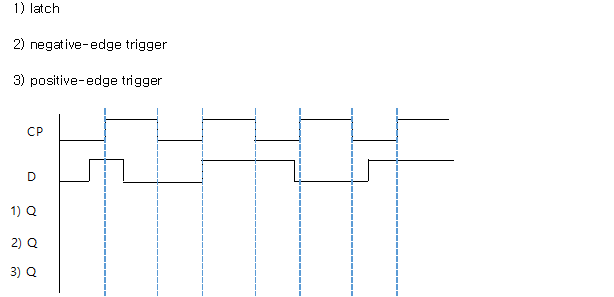 1) latch
2) negative-edge trigger
3) positive-edge trigger
CP
D
1) Q
2) Q
3) Q